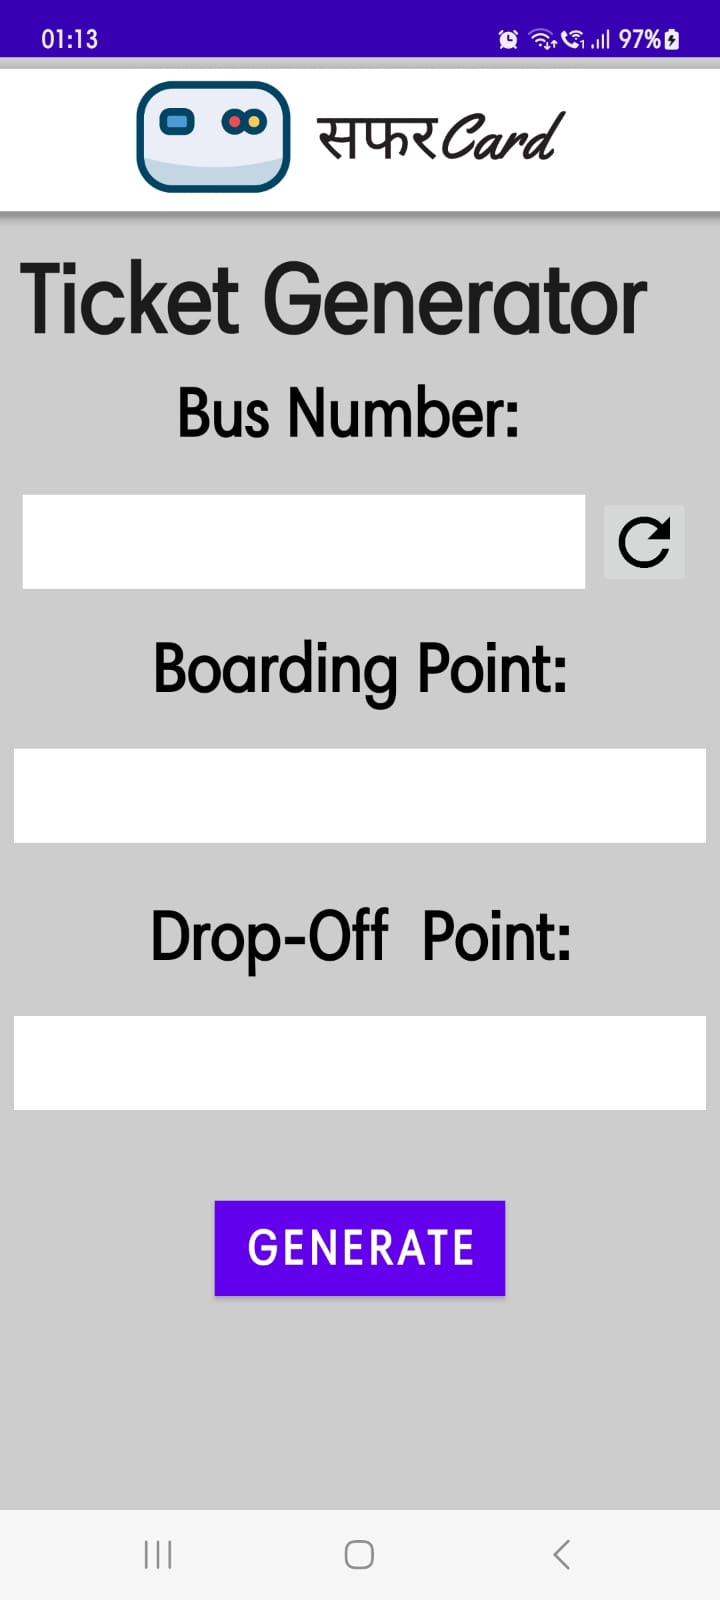 01:13 97%
सफरCard
Ticket Generator
Bus Number:
Boarding Point:
Drop-Off Point:
GENERATE